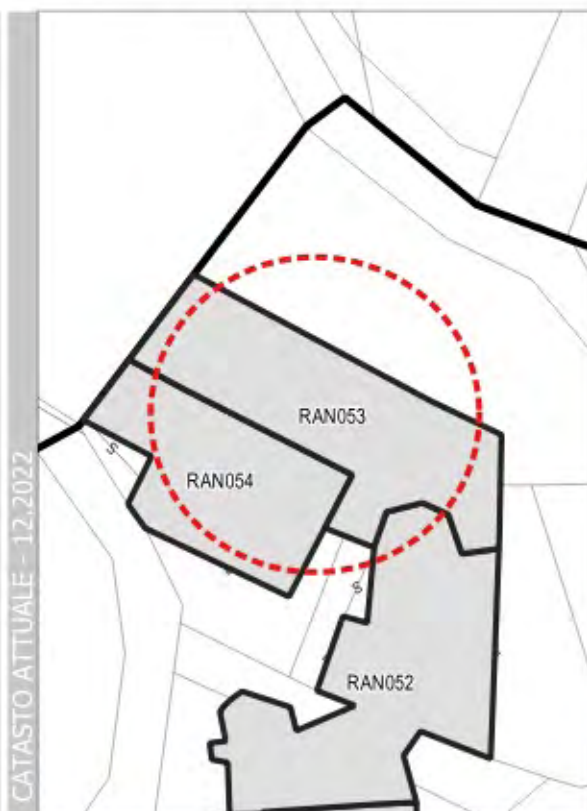 CATASTO ATTUALE - 12.2022
RAN053
RAN054
S
S
RAN052